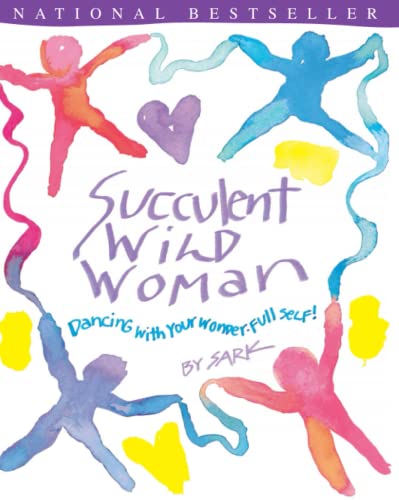 NATIONAL BESTSELLER
SUCCULENT
WILD
WOMAN
Dancing with Your Wonder-Full Self!
BY SARK